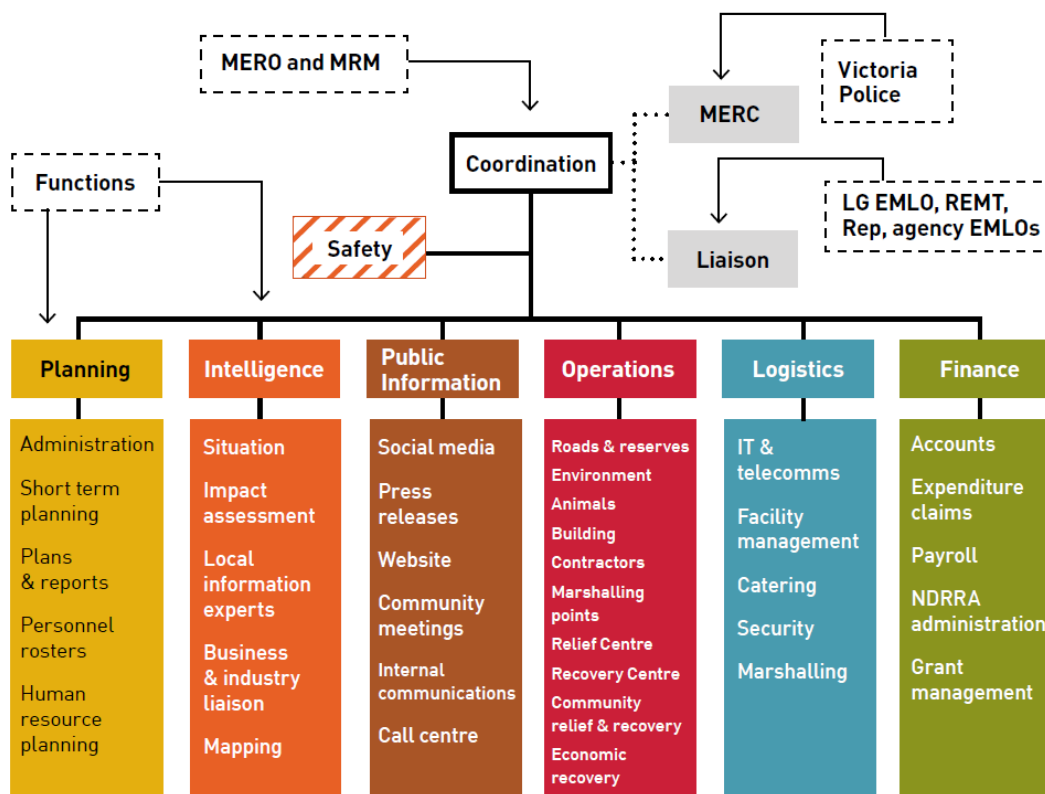 MERO and MRM
Victoria
Police
MERC
Coordination
Functions
LG EMLO, REMT,
Rep, agency EMLOs
Safety
Liaison
Planning
Administration
Short term
planning
Plans
& reports
Personnel
rosters
Human
resource
planning
Intelligence
Situation
Impact
assessment
Local
information
experts
Business
& industry
liaison
Mapping
Public
Information
Social media
Press
releases
Website
Community
meetings
Internal
communications
Call centre
Operations
Roads & reserves
Environment
Animals
Building
Contractors
Marshalling
points
Relief Centre
Recovery Centre
Community
relief & recovery
Economic
recovery
Logistics
IT &
telecomms
Facility
management
Catering
Security
Marshalling
Finance
Accounts
Expenditure
claims
Payroll
NDRRA
administration
Grant
management